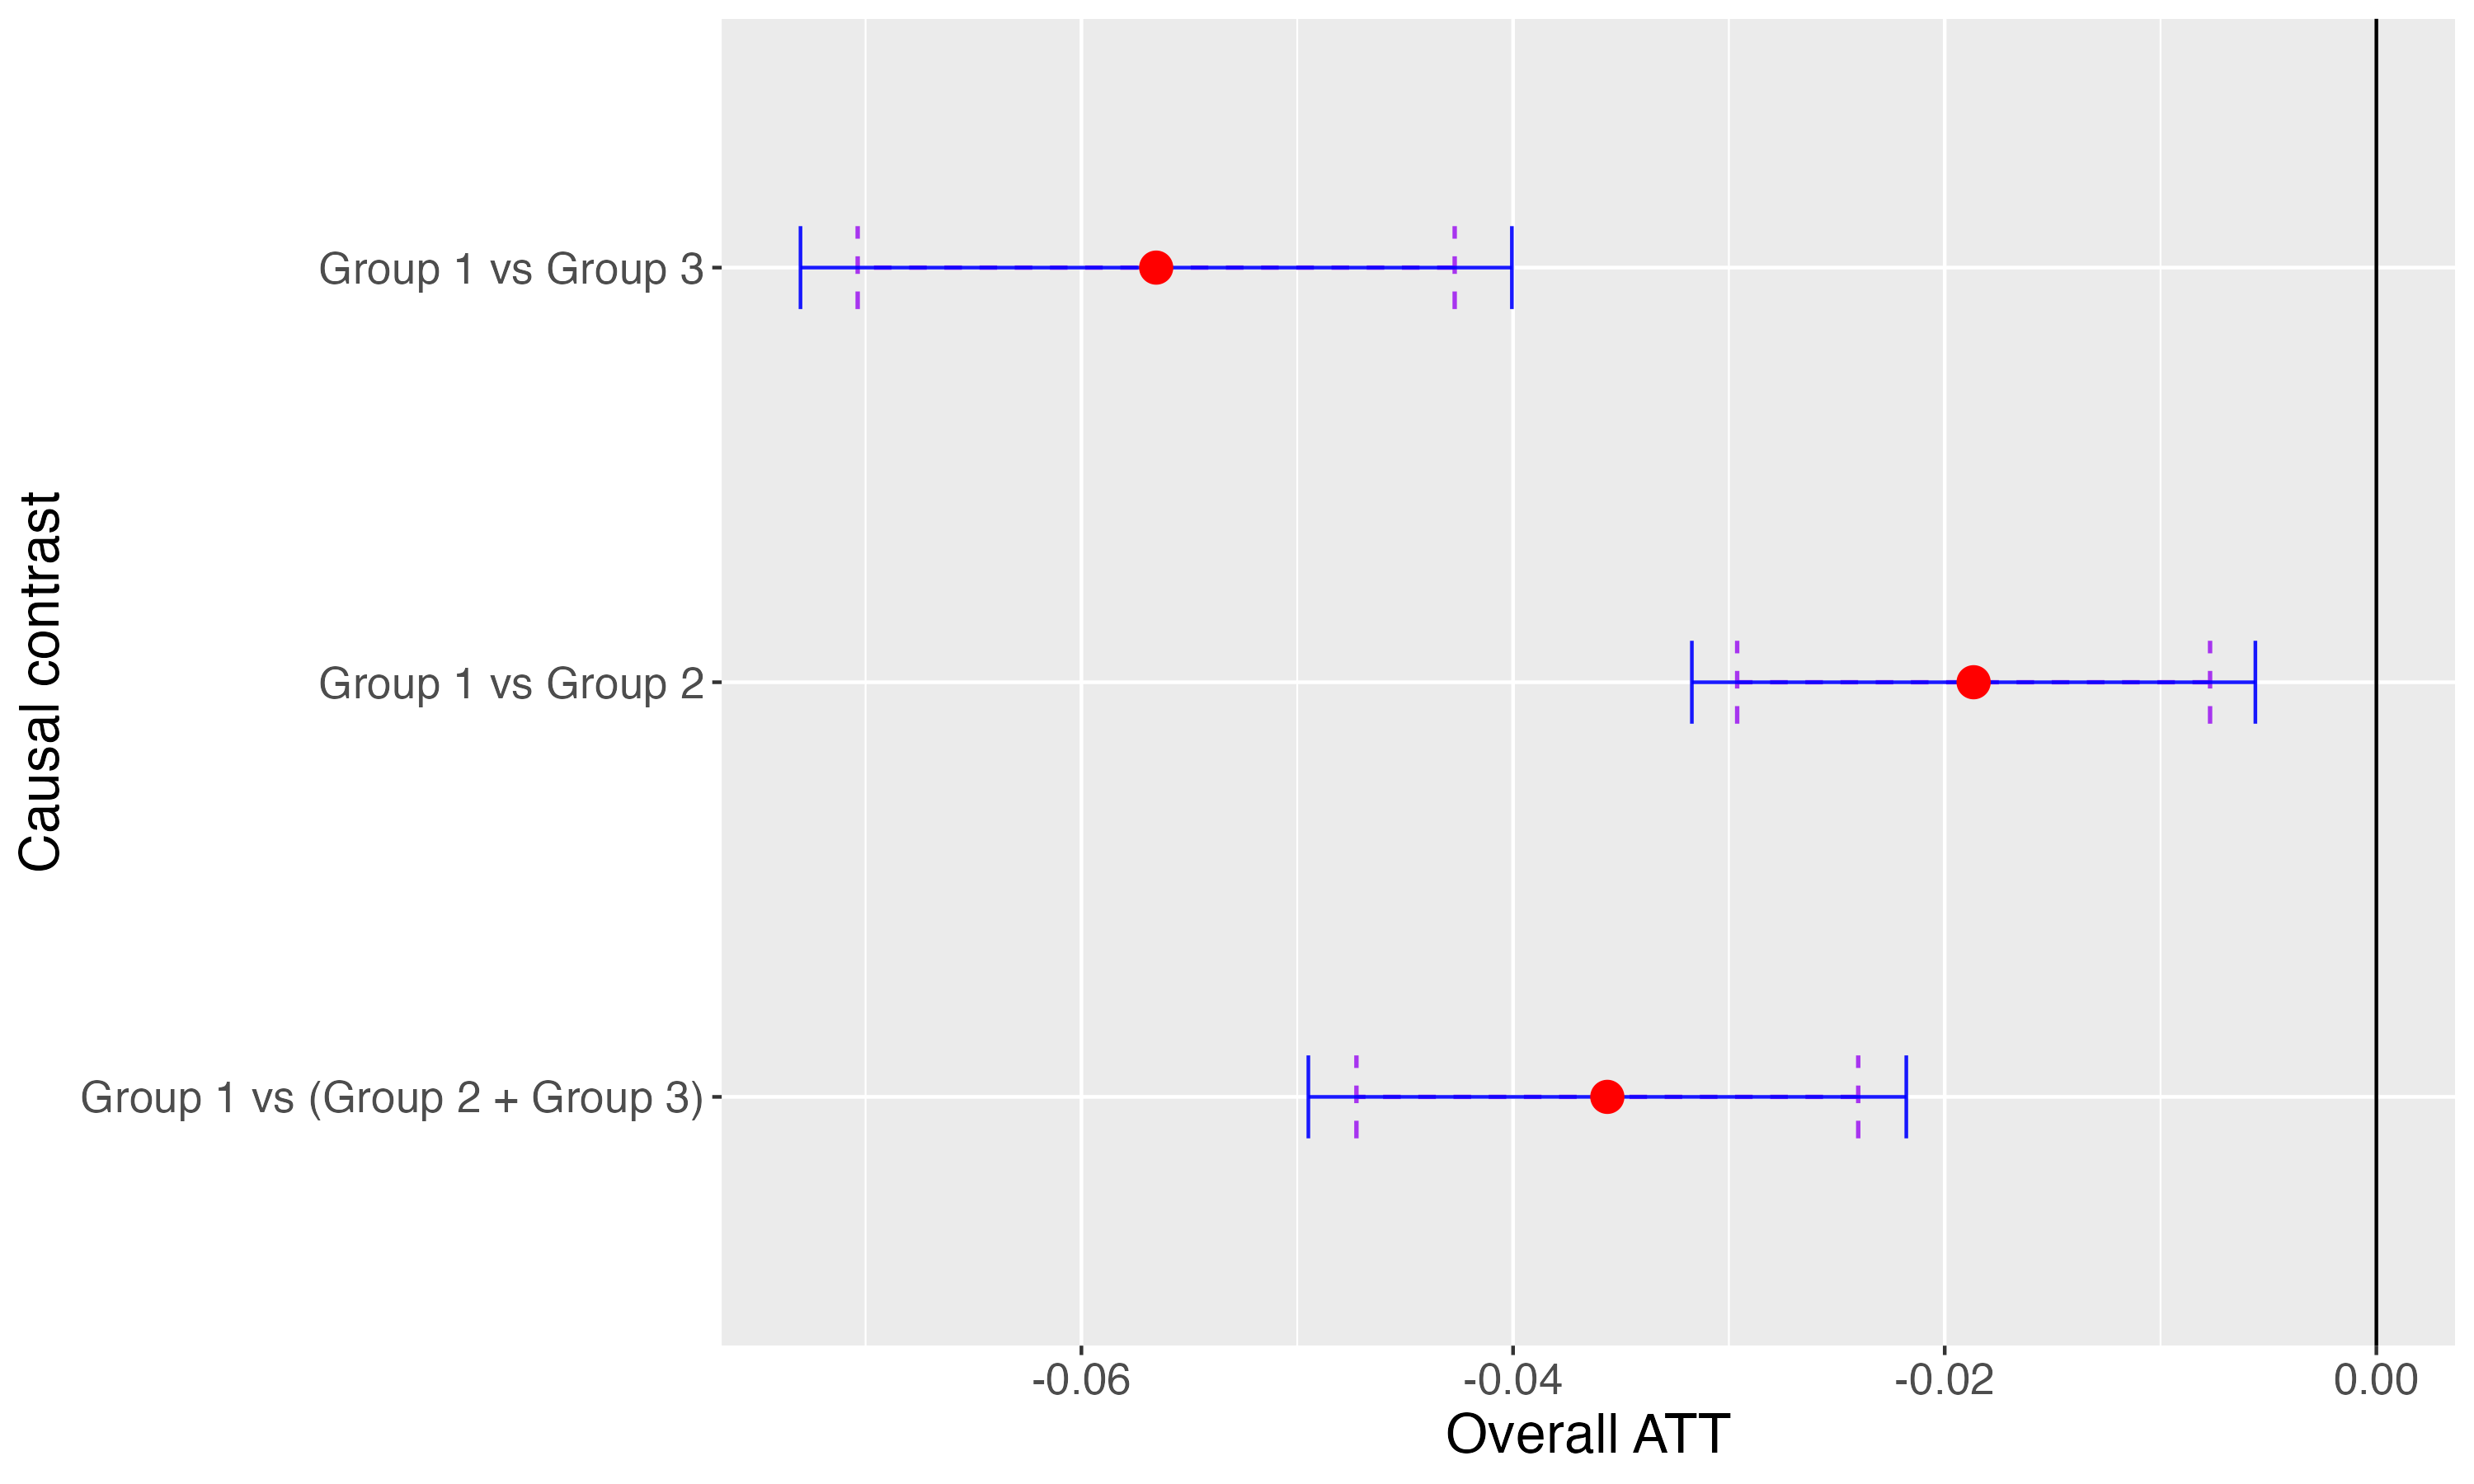 Causal contrast
Group 1 vs Group 3
Group 1 vs Group 2
Group 1 vs (Group 2 + Group 3)
-0.06
-0.04
-0.02
0.00
Overall ATT